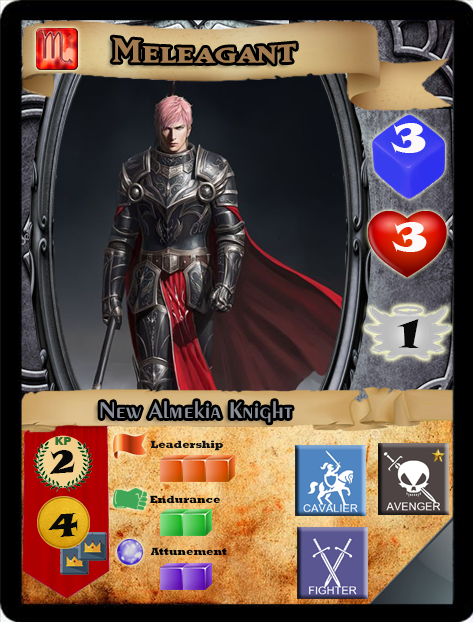 Meleagant
3
3
1
New Almekia Knight
KP
2
4
Leadership
Endurance
Attunement
CAVALIER
AVENGER
FIGHTER